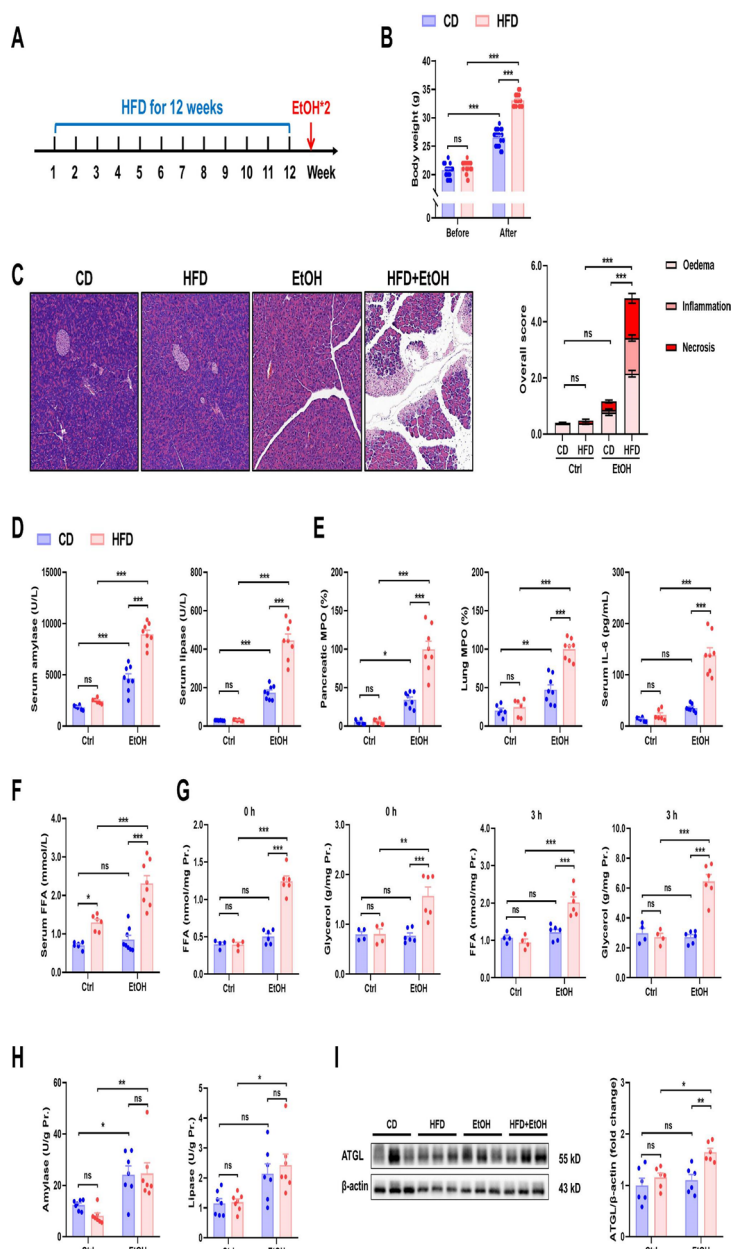 A
HFD for 12 weeks
EtOH*2
1 2 3 4 5 6 7 8 9 10 11 12 Week
CD HFD
B
Body weight (g)
40
35
30
25
20
0
ns
***
***
***
Before After
C
CD HFD EtOH HFD+EtOH
Overall score
6.0
4.0
2.0
0.0
ns
ns
***
***
CD HFD CD HFD
Ctrl EtOH
Oedema
Inflammation
Necrosis
D
CD HFD
Serum amylase (U/L)
15000
10000
5000
0
ns
***
***
***
Ctrl EtOH
Serum lipase (U/L)
800
600
400
200
0
ns
***
***
***
Ctrl EtOH
E
Pancreatic MPO (%)
200
150
100
50
0
ns
*
***
***
Ctrl EtOH
Lung MPO (%)
200
150
100
50
0
ns
**
***
***
Ctrl EtOH
Serum IL-6 (pg/mL)
300
200
100
0
ns
ns
***
***
Ctrl EtOH
F
Serum FFA (mmol/L)
4.0
3.0
2.0
1.0
0.0
*
ns
***
***
Ctrl EtOH
G
0 h
FFA (nmol/mg Pr.)
2.0
1.5
1.0
0.5
0.0
ns
ns
***
***
Ctrl EtOH
0 h
Glycerol (g/mg Pr.)
3.0
2.0
1.0
0.0
ns
ns
***
**
Ctrl EtOH
3 h
FFA (nmol/mg Pr.)
4.0
3.0
2.0
1.0
0.0
ns
ns
***
***
Ctrl EtOH
3 h
Glycerol (g/mg Pr.)
10.0
8.0
6.0
4.0
2.0
0.0
ns
ns
***
***
Ctrl EtOH
H
Amylase (U/g Pr.)
60
40
20
0
ns
*
ns
**
Ctrl EtOH
Lipase (U/g Pr.)
5
4
3
2
1
0
ns
ns
ns
*
Ctrl EtOH
I
CD HFD EtOH HFD+EtOH
ATGL 55 kD
β-actin 43 kD
ATGL/β-actin (fold change)
3
2
1
0
ns
ns
**
*
Ctrl EtOH